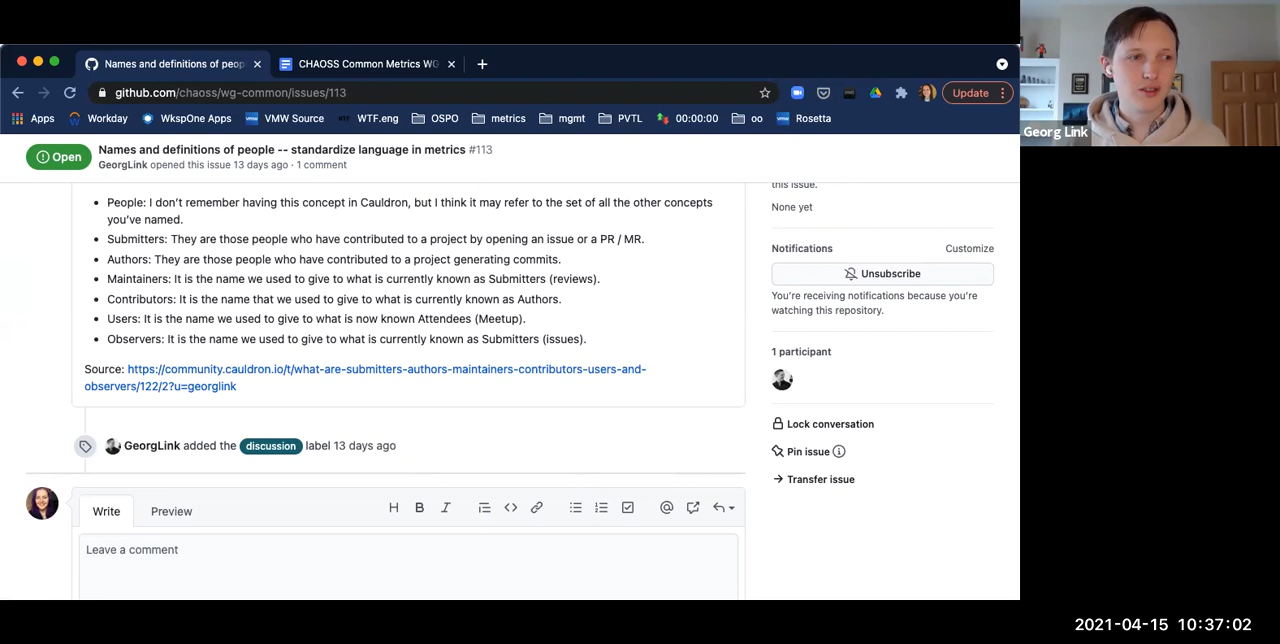 Names and definitions of peop
CHAOSS Common Metrics WG
github.com/chaoss/wg-common/issues/113
Update
Apps
Workday
WkspOne Apps
VMW Source
WTF.eng
OSPO
metrics
mgmt
PVTL
00:00:00
oo
Rosetta
Georg Link
Open
Names and definitions of people -- standardize language in metrics #113
GeorgLink opened this issue 13 days ago · 1 comment
• People: I don't remember having this concept in Cauldron, but I think it may refer to the set of all the other concepts
you've named.
• Submitters: They are those people who have contributed to a project by opening an issue or a PR / MR.
• Authors: They are those people who have contributed to a project generating commits.
• Maintainers: It is the name we used to give to what is currently known as Submitters (reviews).
• Contributors: It is the name that we used to give to what is currently known as Authors.
• Users: It is the name we used to give to what is now known Attendees (Meetup).
• Observers: It is the name we used to give to what is currently known as Submitters (issues).
Source: https://community.cauldron.io/t/what-are-submitters-authors-maintainers-contributors-users-and-
observers/122/2?u=georglink
GeorgLink added the discussion label 13 days ago
Write
Preview
H B I
Leave a comment
this issue.
None yet
Notifications
Customize
Unsubscribe
You're receiving notifications because you're
watching this repository.
1 participant
Lock conversation
Pin issue
Transfer issue
2021-04-15 10:37:02